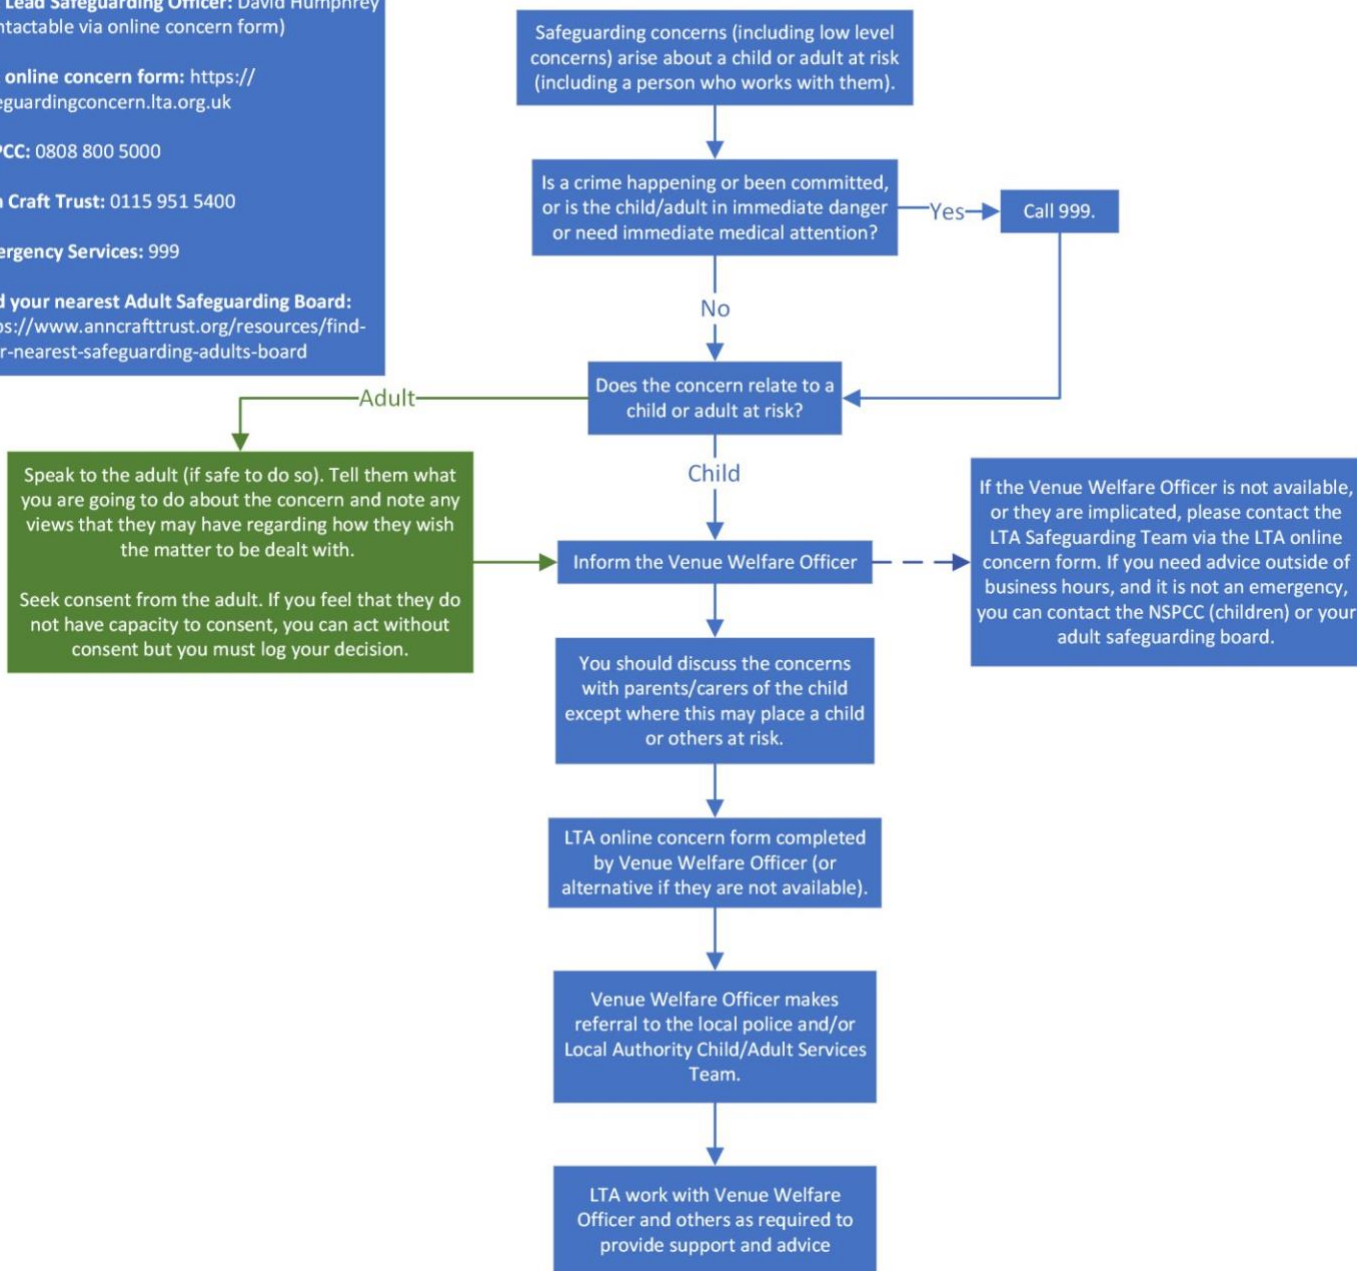 Lead Safeguarding Officer: David Humphrey
ntactable via online concern form)
online concern form: https://
eguardingconcern.lta.org.uk
PCC: 0808 800 5000
n Craft Trust: 0115 951 5400
ergency Services: 999
d your nearest Adult Safeguarding Board:
ps://www.anncrafttrust.org/resources/find-
r-nearest-safeguarding-adults-board
Safeguarding concerns (including low level
concerns) arise about a child or adult at risk
(including a person who works with them).
Is a crime happening or been committed,
or is the child/adult in immediate danger
or need immediate medical attention?
Yes
Call 999.
No
Does the concern relate to a
child or adult at risk?
Adult
Child
Speak to the adult (if safe to do so). Tell them what
you are going to do about the concern and note any
views that they may have regarding how they wish
the matter to be dealt with.
Seek consent from the adult. If you feel that they do
not have capacity to consent, you can act without
consent but you must log your decision.
Inform the Venue Welfare Officer
If the Venue Welfare Officer is not available,
or they are implicated, please contact the
LTA Safeguarding Team via the LTA online
concern form. If you need advice outside of
business hours, and it is not an emergency,
you can contact the NSPCC (children) or your
adult safeguarding board.
You should discuss the concerns
with parents/carers of the child
except where this may place a child
or others at risk.
LTA online concern form completed
by Venue Welfare Officer (or
alternative if they are not available).
Venue Welfare Officer makes
referral to the local police and/or
Local Authority Child/Adult Services
Team.
LTA work with Venue Welfare
Officer and others as required to
provide support and advice